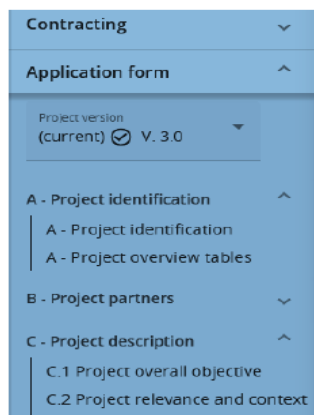 Contracting
Application form
Project version
(current) V. 3.0
A - Project identification
A - Project identification
A - Project overview tables
B - Project partners
C - Project description
C.1 Project overall objective
C.2 Project relevance and context